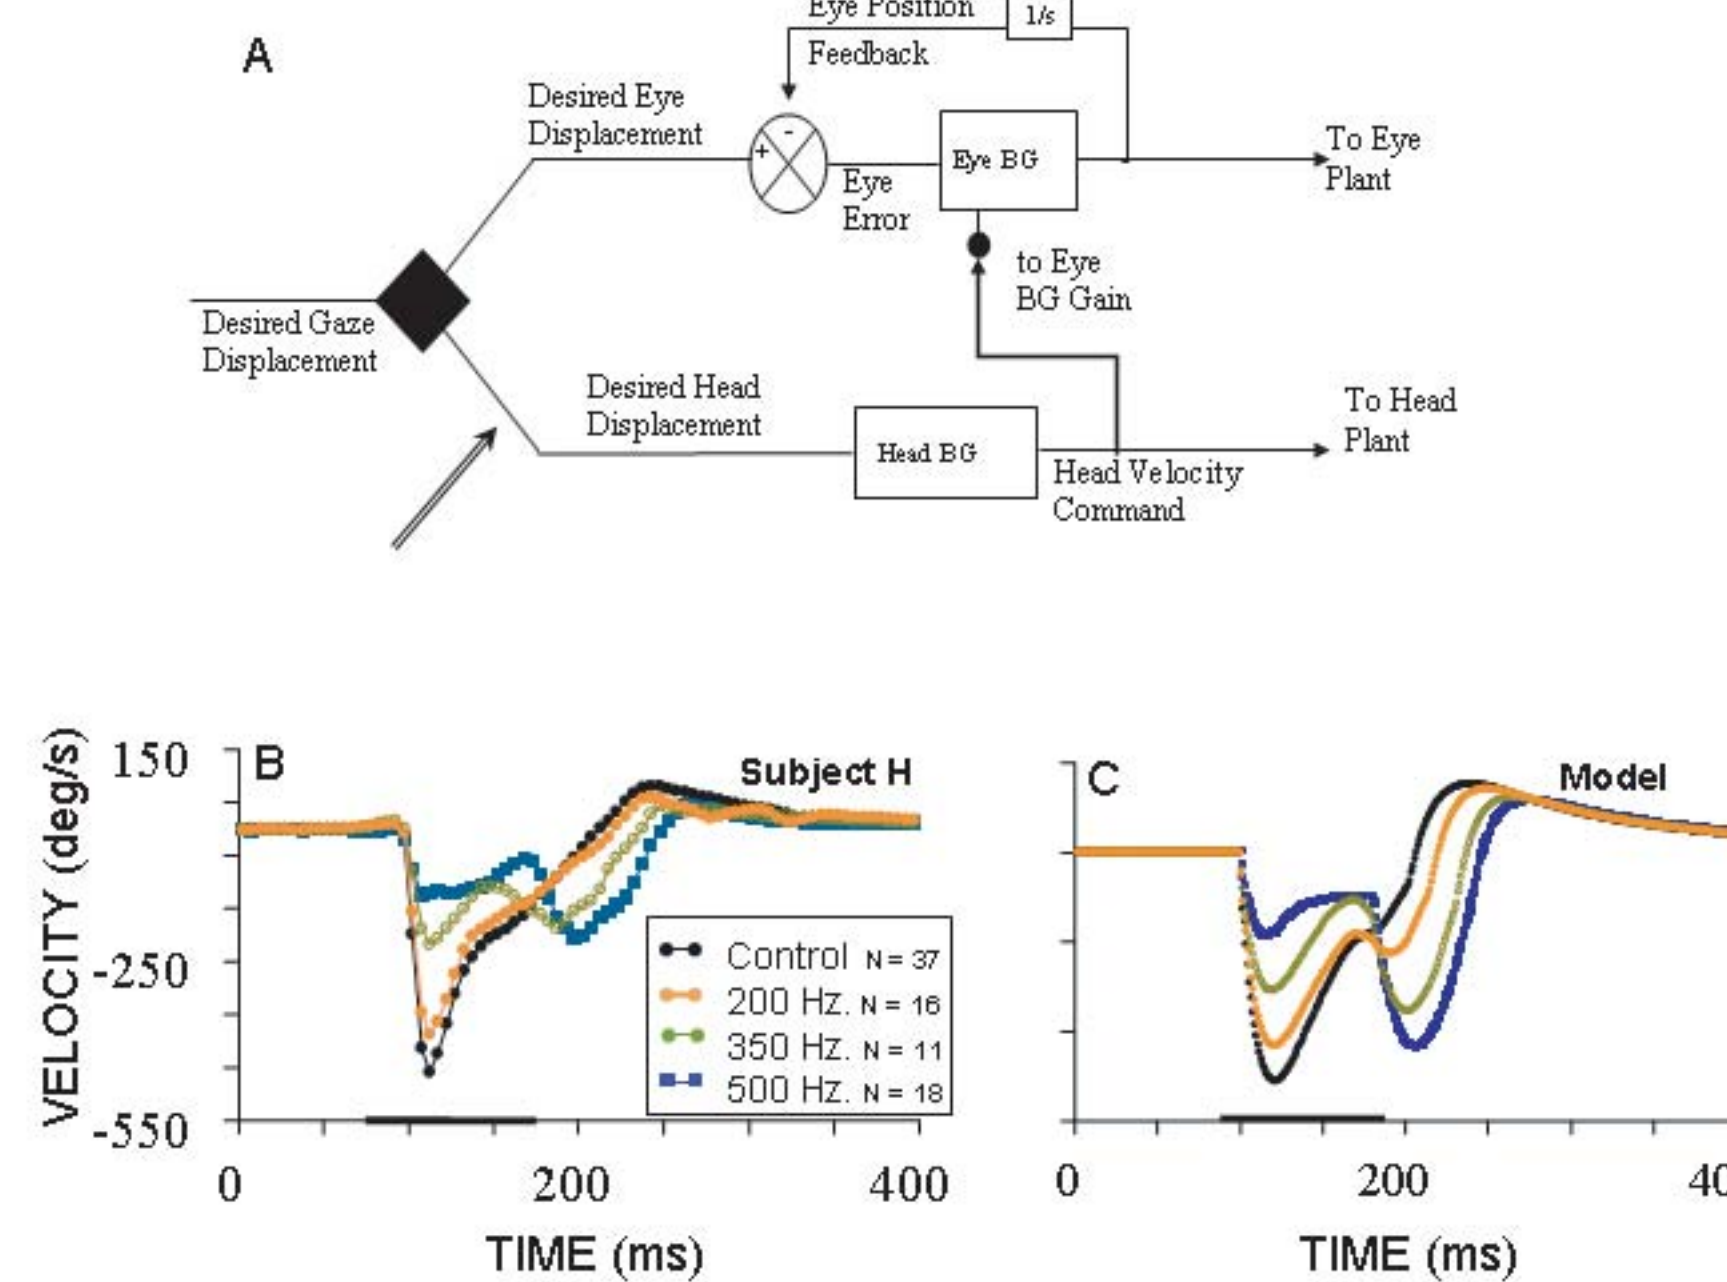 A
Eye Position
1/s
Feedback
Desired Eye
Displacement
-
+
Eye BG
To Eye
Plant
Eye
Error
to Eye
BG Gain
Desired Gaze
Displacement
Desired Head
Displacement
Head BG
To Head
Plant
Head Velocity
Command
B
Subject H
150
-250
-550
VELOCITY (deg/s)
Control N = 37
200 Hz. N = 16
350 Hz. N = 11
500 Hz. N = 18
0 200 400
TIME (ms)
C
Model
0 200
TIME (ms)